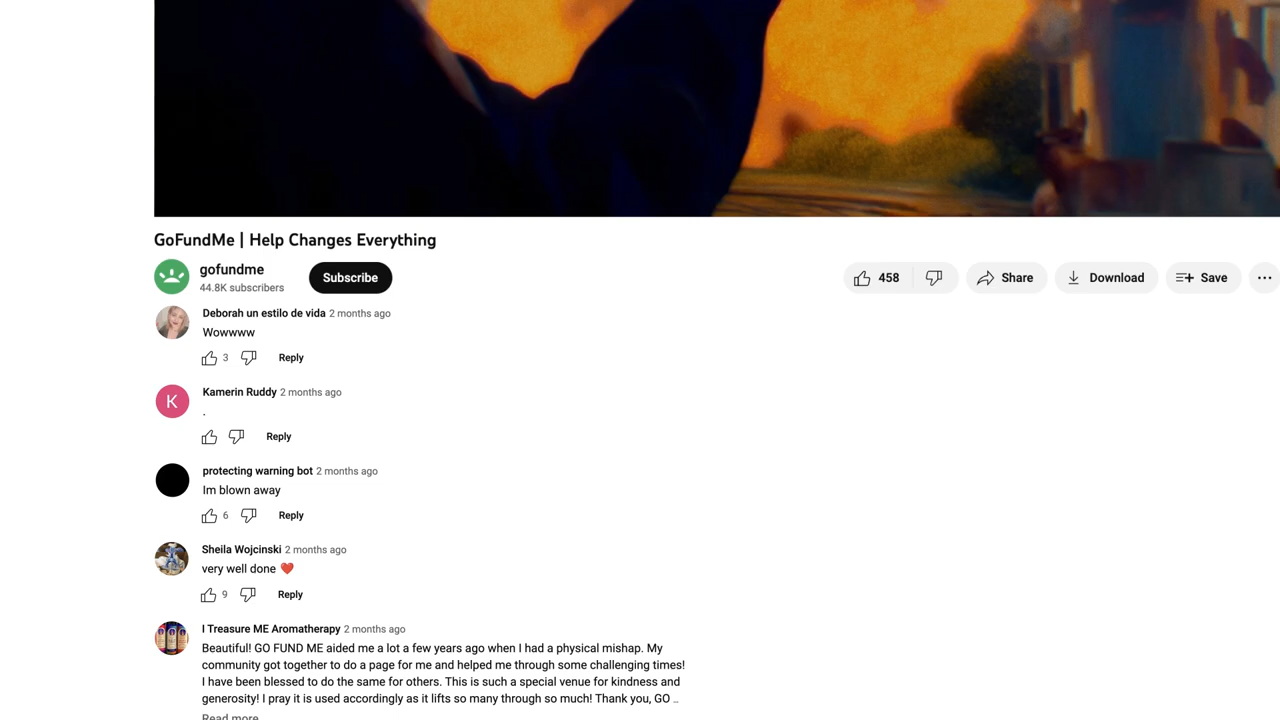 GoFundMe | Help Changes Everything
gofundme
44.8K subscribers
Subscribe
458
Share
Download
Save
Deborah un estilo de vida 2 months ago
Wowwww
3 Reply
K
Kamerin Ruddy 2 months ago
.
Reply
protecting warning bot 2 months ago
Im blown away
6 Reply
Sheila Wojcinski 2 months ago
very well done ❤️
9 Reply
I Treasure ME Aromatherapy 2 months ago
Beautiful! GO FUND ME aided me a lot a few years ago when I had a physical mishap. My
community got together to do a page for me and helped me through some challenging times!
I have been blessed to do the same for others. This is such a special venue for kindness and
generosity! I pray it is used accordingly as it lifts so many through so much! Thank you, GO ...
Read more